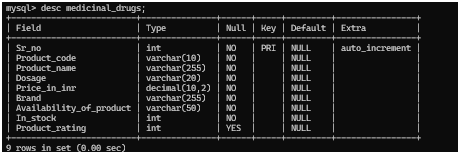 mysql> desc medicinal_drugs;
+-------------------------+---------------+------+-----+---------+----------------+
| Field | Type | Null | Key | Default | Extra |
+-------------------------+---------------+------+-----+---------+----------------+
| Sr_no | int | NO | PRI | NULL | auto_increment |
| Product_code | varchar(10) | NO | | NULL | |
| Product_name | varchar(255) | NO | | NULL | |
| Dosage | varchar(20) | NO | | NULL | |
| Price_in_inr | decimal(10,2) | NO | | NULL | |
| Brand | varchar(255) | NO | | NULL | |
| Availability_of_product | varchar(50) | NO | | NULL | |
| In_stock | int | NO | | NULL | |
| Product_rating | int | YES | | NULL | |
+-------------------------+---------------+------+-----+---------+----------------+
9 rows in set (0.00 sec)